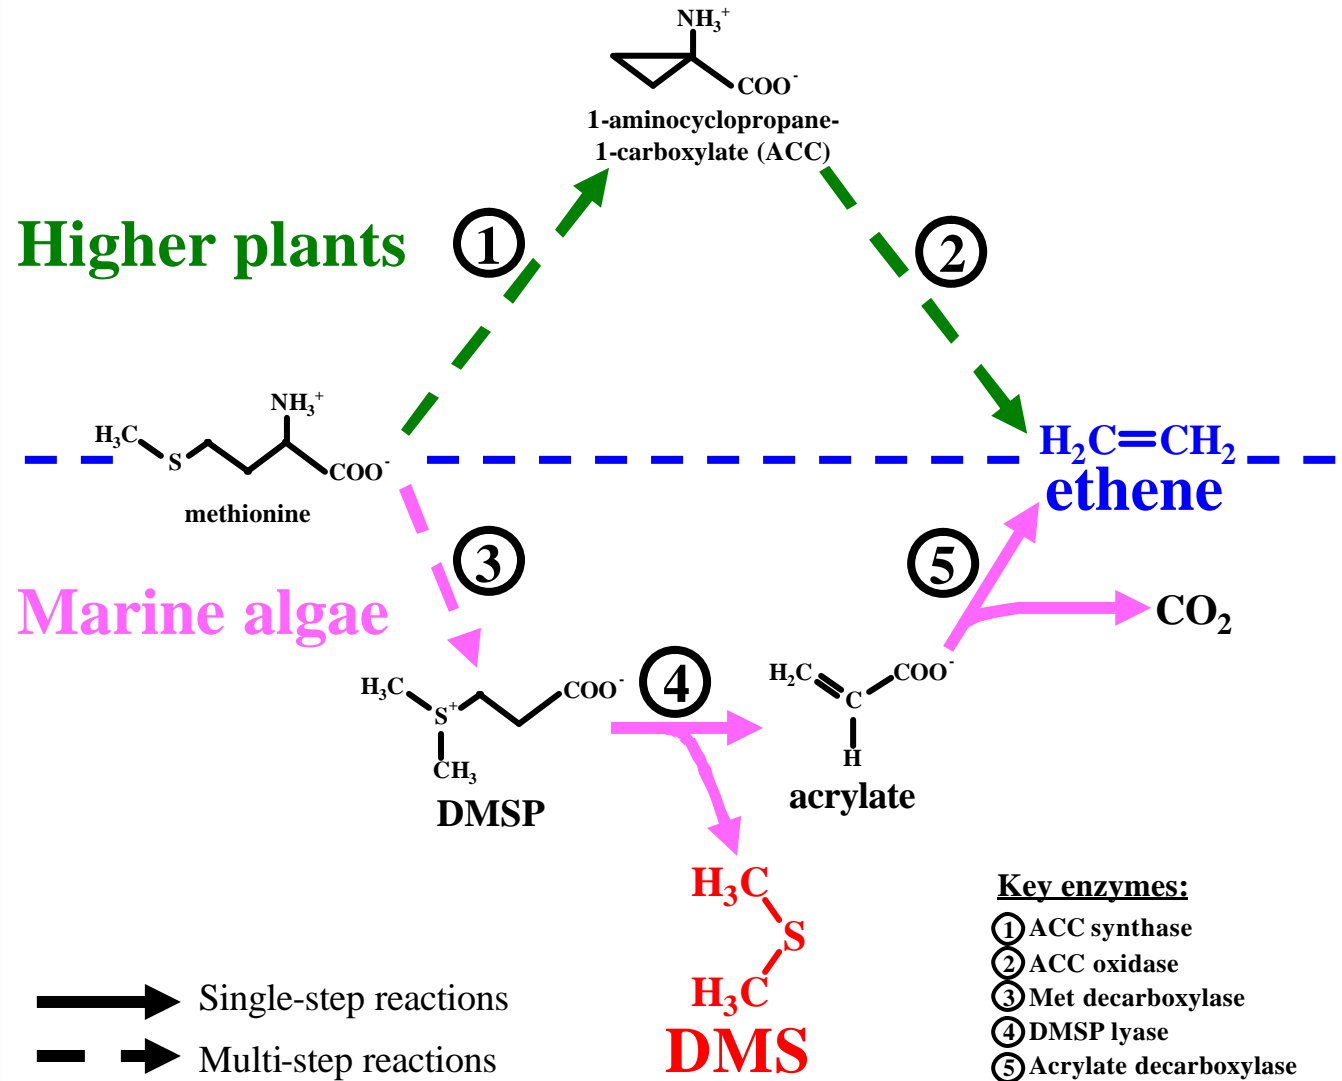 NH₃⁺
COO⁻
1-aminocyclopropane-
1-carboxylate (ACC)
Higher plants
1
2
NH₃⁺
H₃C
S
COO⁻
methionine
H₂C=CH₂
ethene
3
5
Marine algae
CO₂
H₃C
S⁺
COO⁻
CH₃
DMSP
4
H₂C
COO⁻
C
H
acrylate
H₃C
S
H₃C
DMS
Key enzymes:
1 ACC synthase
2 ACC oxidase
3 Met decarboxylase
4 DMSP lyase
5 Acrylate decarboxylase
Single-step reactions
Multi-step reactions